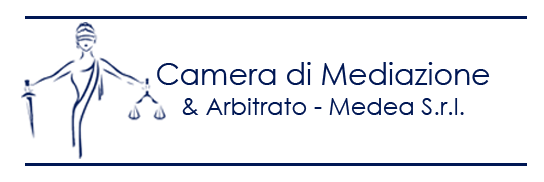 Camera di Mediazione
& Arbitrato - Medea S.r.l.